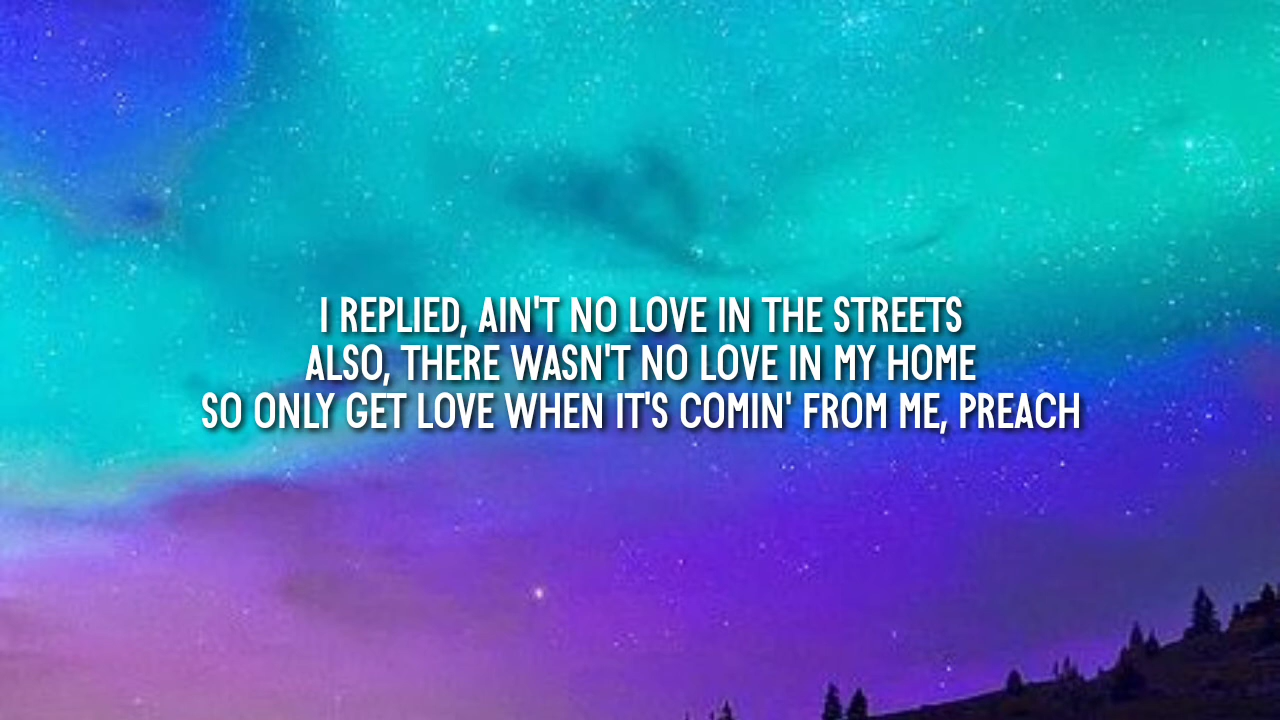 I REPLIED, AIN'T NO LOVE IN THE STREETS
ALSO, THERE WASN'T NO LOVE IN MY HOME
SO ONLY GET LOVE WHEN IT'S COMIN' FROM ME, PREACH